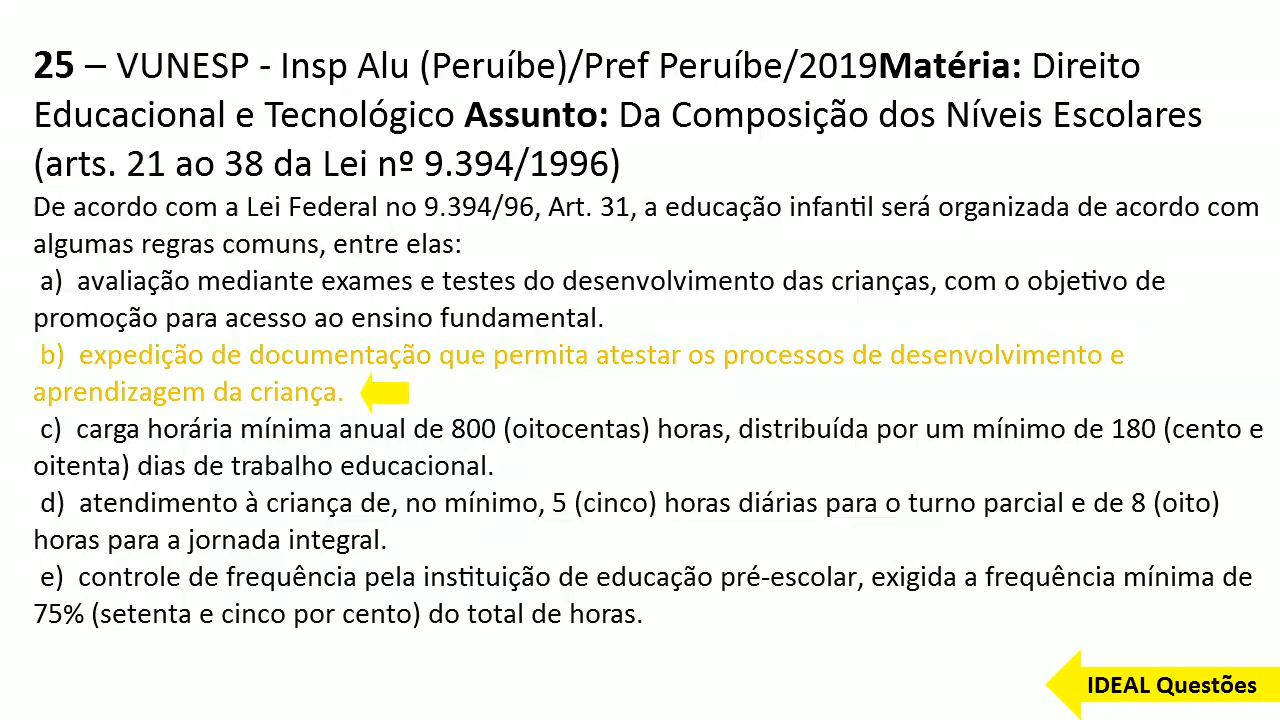 25 – VUNESP - Insp Alu (Peruíbe)/Pref Peruíbe/2019Matéria: Direito
Educacional e Tecnológico Assunto: Da Composição dos Níveis Escolares
(arts. 21 ao 38 da Lei nº 9.394/1996)
De acordo com a Lei Federal no 9.394/96, Art. 31, a educação infantil será organizada de acordo com
algumas regras comuns, entre elas:
a) avaliação mediante exames e testes do desenvolvimento das crianças, com o objetivo de
promoção para acesso ao ensino fundamental.
b) expedição de documentação que permita atestar os processos de desenvolvimento e
aprendizagem da criança.
c) carga horária mínima anual de 800 (oitocentas) horas, distribuída por um mínimo de 180 (cento e
oitenta) dias de trabalho educacional.
d) atendimento à criança de, no mínimo, 5 (cinco) horas diárias para o turno parcial e de 8 (oito)
horas para a jornada integral.
e) controle de frequência pela instituição de educação pré-escolar, exigida a frequência mínima de
75% (setenta e cinco por cento) do total de horas.
IDEAL Questões